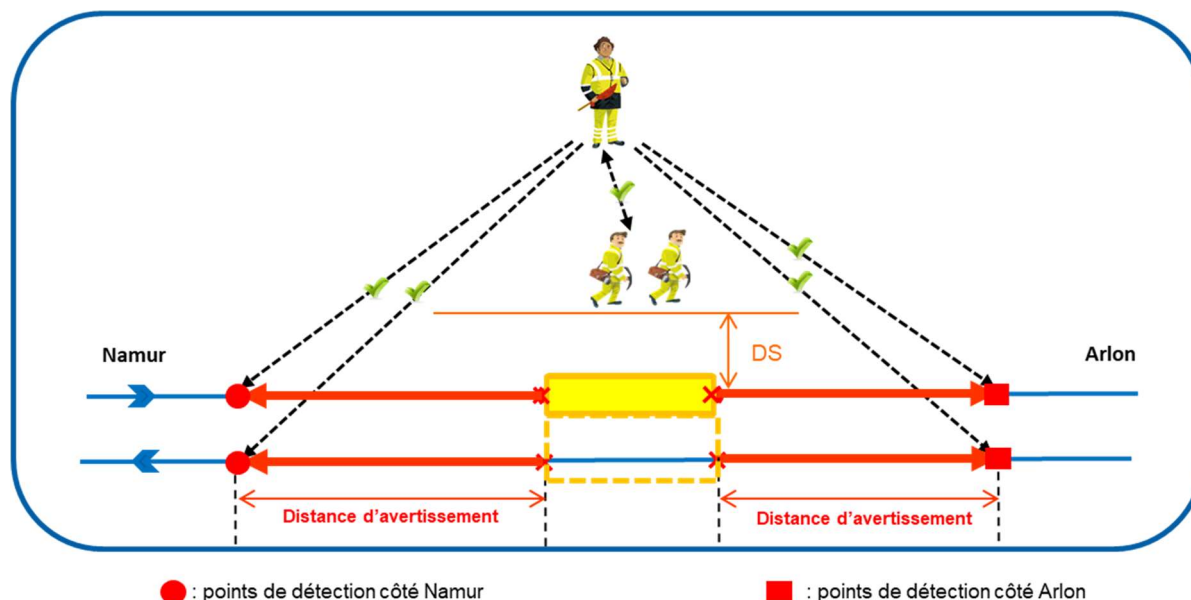 DS
Namur
Arlon
Distance d'avertissement
Distance d'avertissement
: points de détection côté Namur
: points de détection côté Arlon